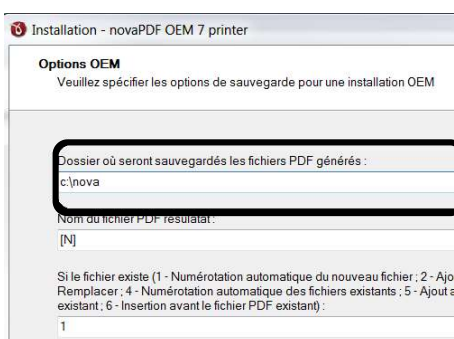 Installation - novaPDF OEM 7 printer
Options OEM
Veuillez spécifier les options de sauvegarde pour une installation OEM
Dossier où seront sauvegardés les fichiers PDF générés :
c:\nova
Nom du fichier PDF résulatat :
[N]
Si le fichier existe (1 - Numérotation automatique du nouveau fichier ; 2 - Ajo
Remplacer ; 4 - Numérotation automatique des fichiers existants ; 5 - Ajout a
existant ; 6 - Insertion avant le fichier PDF existant) :
1